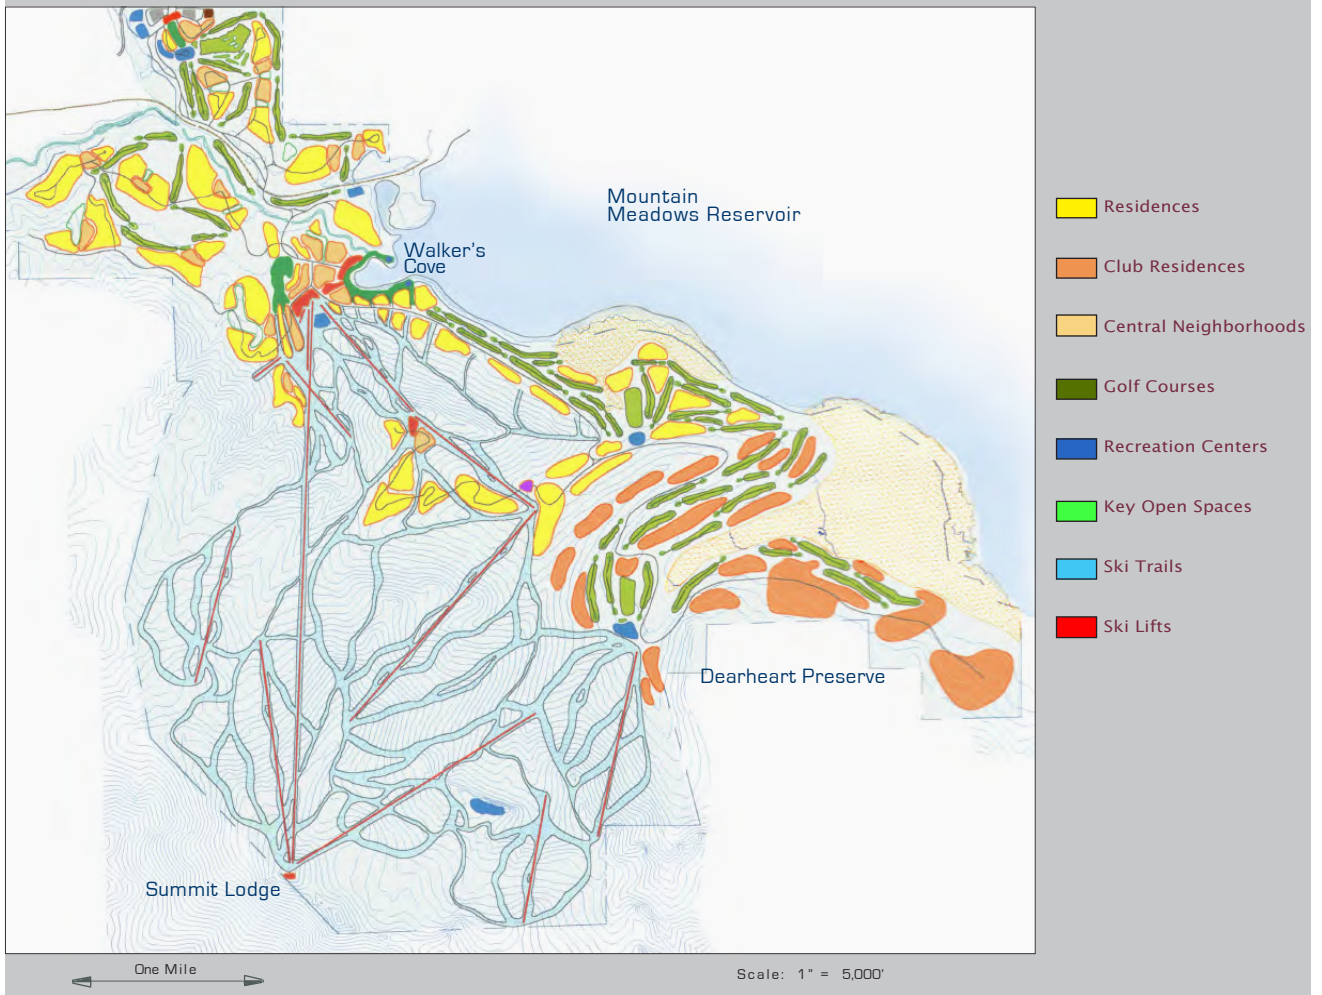 Mountain
Meadows Reservoir
Walker's
Cove
Dearheart Preserve
Summit Lodge
Residences
Club Residences
Central Neighborhoods
Golf Courses
Recreation Centers
Key Open Spaces
Ski Trails
Ski Lifts
One Mile
Scale: 1" = 5,000'